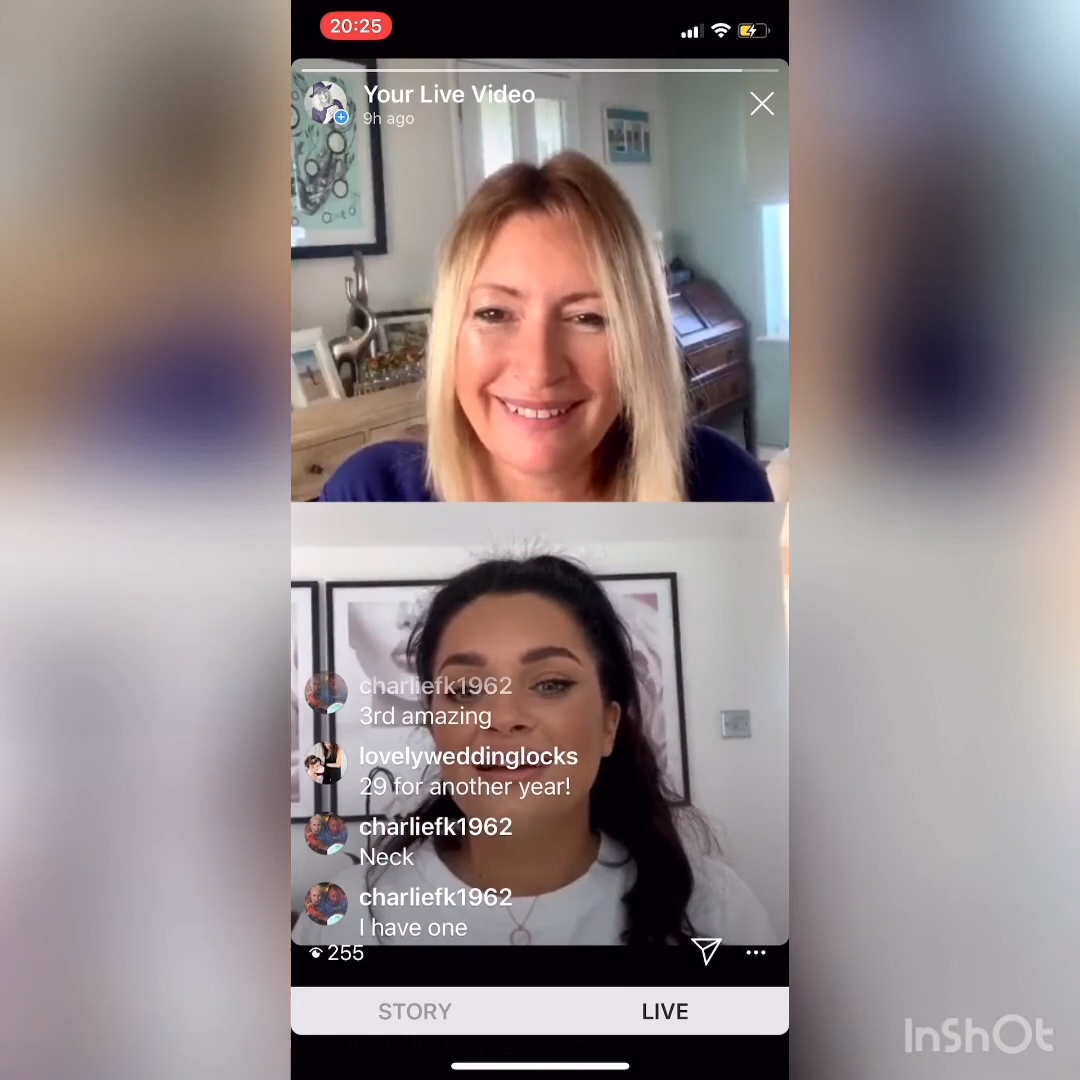 20:25
Your Live Video
9h ago
charliefk1962
3rd amazing
lovelyweddinglocks
29 for another year!
charliefk1962
Neck
charliefk1962
I have one
255
STORY
LIVE
InShOt